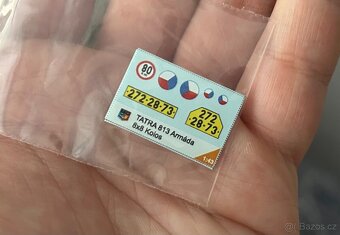 80
272-28-73
272
28-73
TATRA 813 Armáda
8x8 Kolos
1:43
Bazos.cz